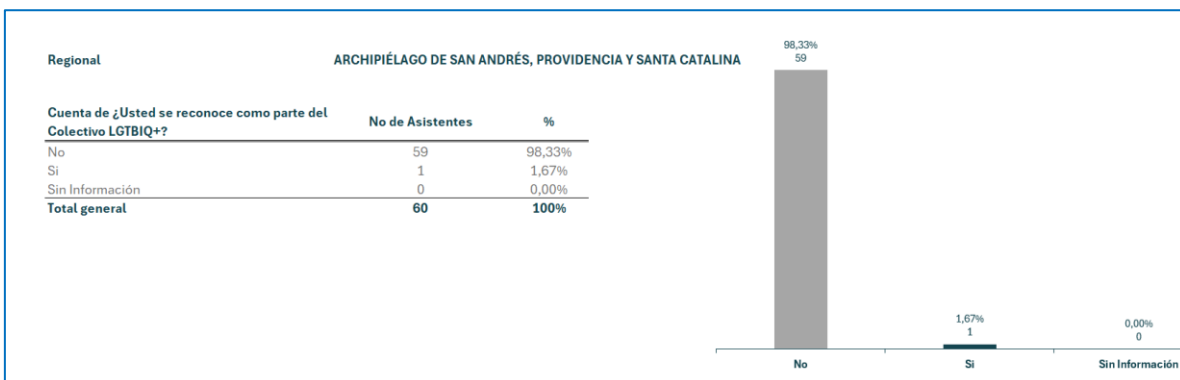 Regional ARCHIPIÉLAGO DE SAN ANDRÉS, PROVIDENCIA Y SANTA CATALINA
Cuenta de ¿Usted se reconoce como parte del
Colectivo LGTBIQ+? No de Asistentes %
No 59 98,33%
Si 1 1,67%
Sin Información 0 0,00%
Total general 60 100%
98,33%
59
1,67%
1
0,00%
0
No Si Sin Información